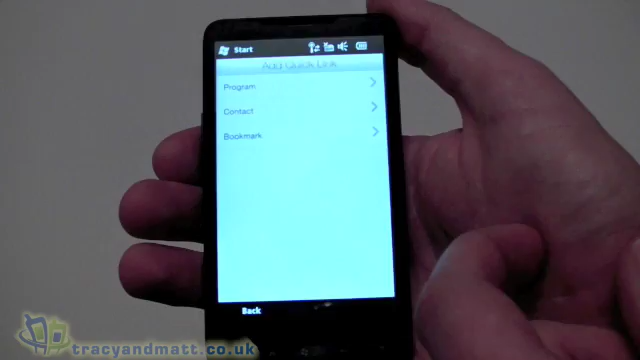 Start
Add Quick Link
Program
Contact
Bookmark
Back
tracyandmatt.co.uk